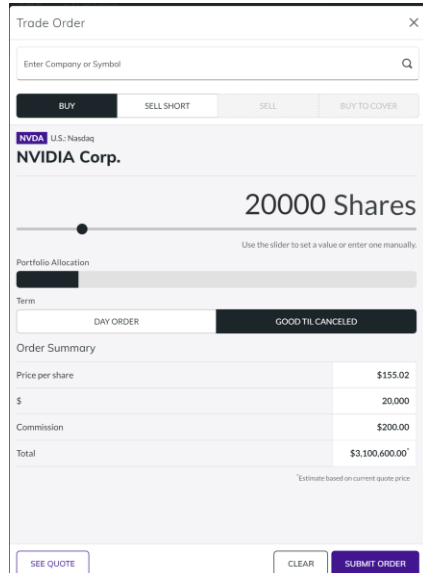 Trade Order
Enter Company or Symbol
BUY SELL SHORT SELL BUY TO COVER
NVDA U.S.: Nasdaq
NVIDIA Corp.
20000 Shares
Use the slider to set a value or enter one manually.
Portfolio Allocation
Term
DAY ORDER GOOD TIL CANCELED
Order Summary
Price per share $155.02
$ 20,000
Commission $200.00
Total $3,100,600.00*
*Estimate based on current quote price
SEE QUOTE CLEAR SUBMIT ORDER